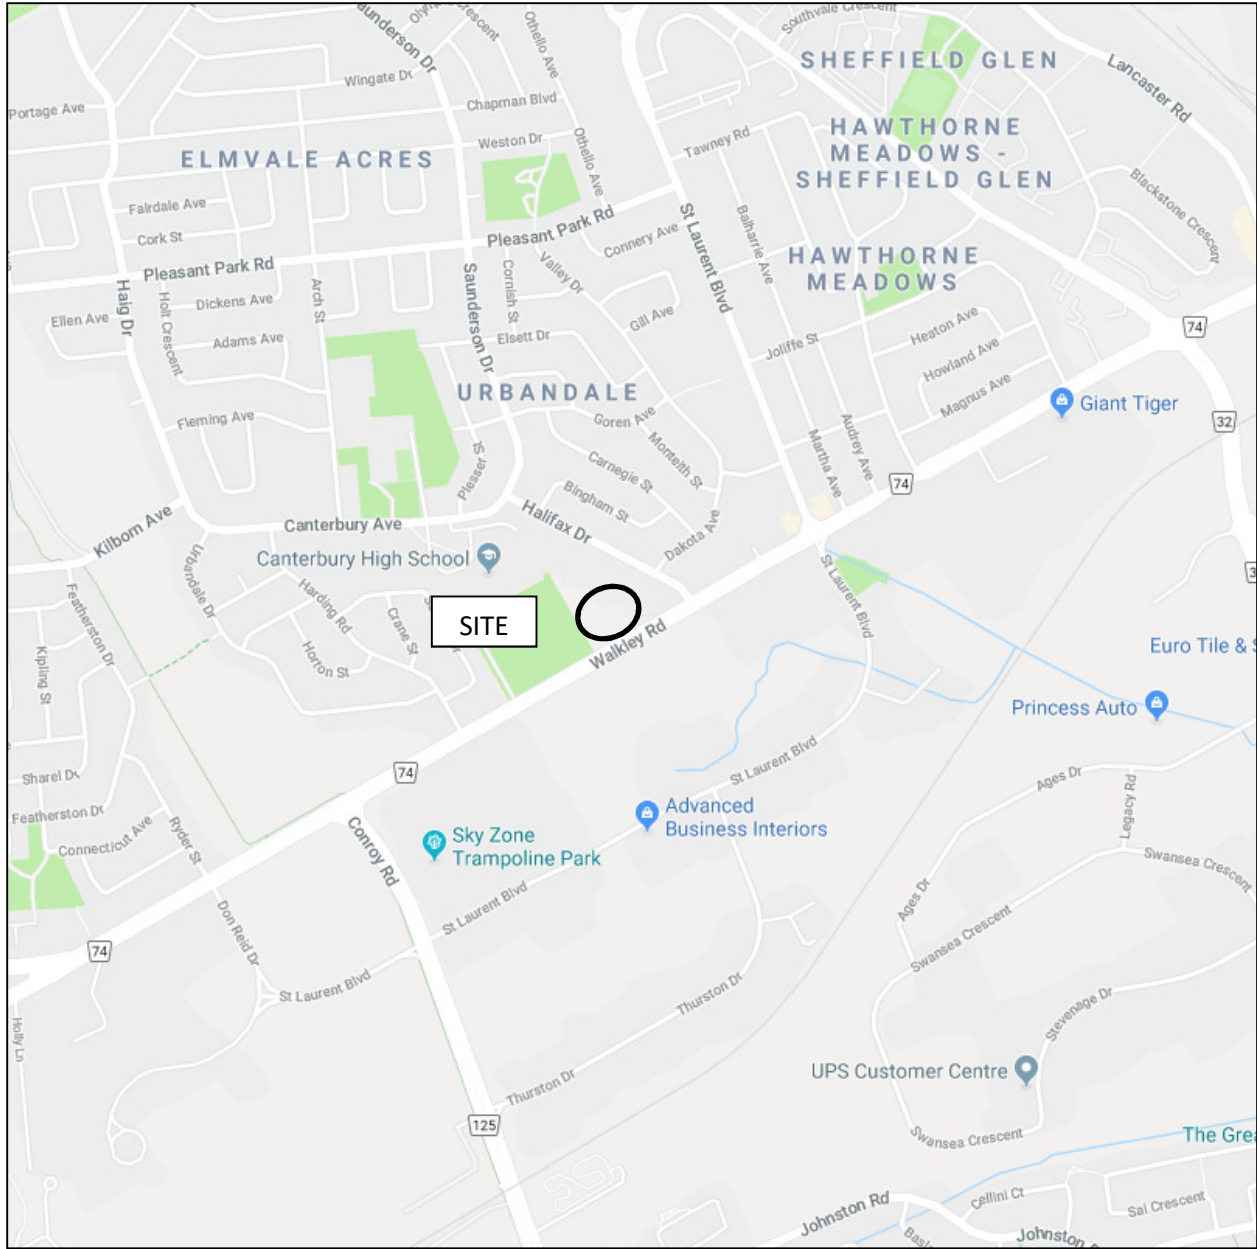 Southvale Crescent
Saunderson Dr
Othello Ave
SHEFFIELD GLEN
Lancaster Rd
Wingate Dr
Portage Ave
Chapman Blvd
Weston Dr
Othello Ave
Tawney Rd
HAWTHORNE
MEADOWS -
SHEFFIELD GLEN
ELMVALE ACRES
Blackstone Crescent
Fairdale Ave
Cork St
Pleasant Park Rd
St Laurent Blvd
Balharrie Ave
Connery Ave
Pleasant Park Rd
HAWTHORNE
MEADOWS
Haig Dr
Holt Crescent
Dickens Ave
Arch St
Saunderson Dr
Cornish St
Valley Dr
Ellen Ave
Adams Ave
Elsett Dr
Gill Ave
Joliffe St
Heaton Ave
Howland Ave
Magnus Ave
74
URBANDALE
Giant Tiger
32
Fleming Ave
Goren Ave
Monteith St
Carnegie St
Bingham St
Plesser St
Martha Ave
Audrey Ave
74
Kilborn Ave
Canterbury Ave
Halifax Dr
Dakota Ave
Canterbury High School
Urbandale Dr
Featherston Dr
Harding Rd
Crane St
SITE
Horton St
Walkley Rd
St Laurent Blvd
Kipling St
Euro Tile &
Princess Auto
Sharel Dr
74
St Laurent Blvd
Ages Dr
Legacy Rd
Featherston Dr
Connecticut Ave
Ryder St
Conroy Rd
Sky Zone
Trampoline Park
Advanced
Business Interiors
Swansea Crescent
St Laurent Blvd
Ages Dr
Swansea Crescent
74
Don Reid Dr
St Laurent Blvd
Thurston Dr
Stevenage Dr
Holly Ln
UPS Customer Centre
Thurston Dr
125
Swansea Crescent
The Grea
Johnston Rd
Cellini Ct
Sai Crescent
Johnston